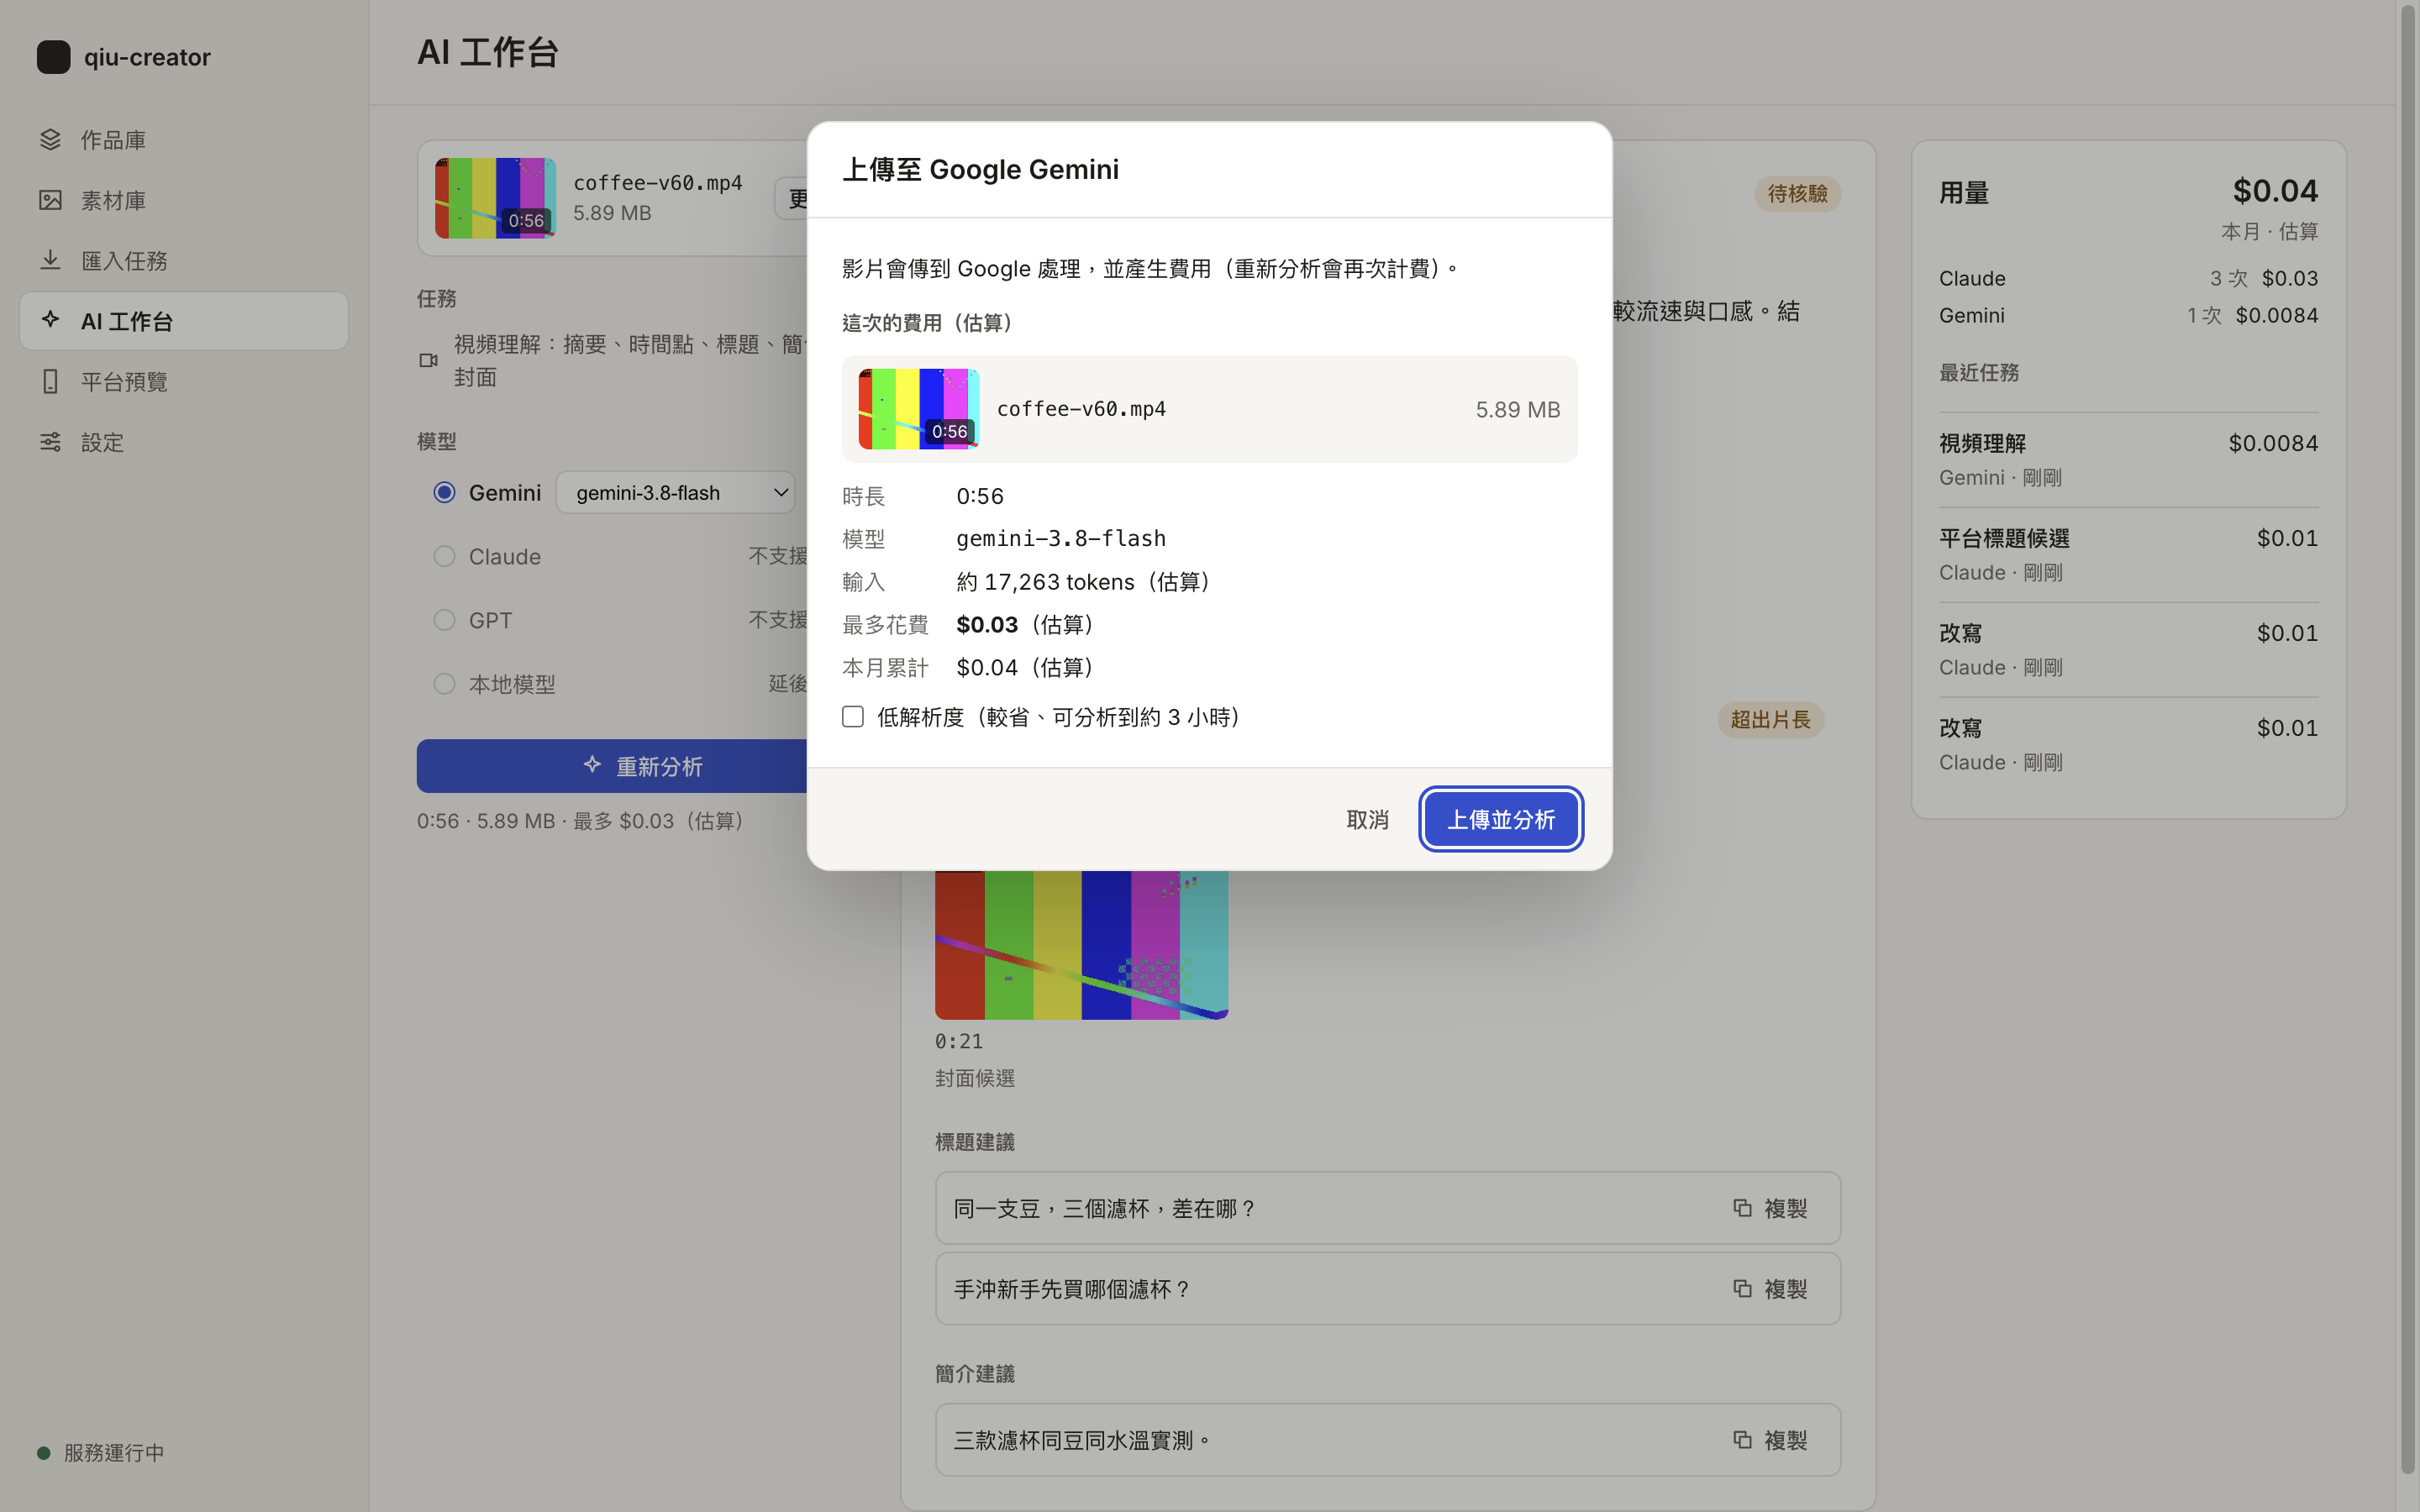 qiu-creator
作品庫
素材庫
匯入任務
AI 工作台
平台預覽
設定
服務運行中
AI 工作台
0:56
coffee-v60.mp4
5.89 MB
更
任務
視頻理解：摘要、時間點、標題、簡
封面
模型
Gemini
gemini-3.8-flash
Claude
不支援
GPT
不支援
本地模型
延後
重新分析
0:56 · 5.89 MB · 最多 $0.03（估算）
上傳至 Google Gemini
影片會傳到 Google 處理，並產生費用（重新分析會再次計費）。
這次的費用（估算）
0:56
coffee-v60.mp4
5.89 MB
時長 0:56
模型 gemini-3.8-flash
輸入 約 17,263 tokens（估算）
最多花費 $0.03（估算）
本月累計 $0.04（估算）
低解析度（較省、可分析到約 3 小時）
取消
上傳並分析
待核驗
較流速與口感。結
超出片長
0:21
封面候選
標題建議
同一支豆，三個濾杯，差在哪？
複製
手沖新手先買哪個濾杯？
複製
簡介建議
三款濾杯同豆同水溫實測。
複製
用量
$0.04
本月 · 估算
Claude 3 次 $0.03
Gemini 1 次 $0.0084
最近任務
視頻理解 $0.0084
Gemini · 剛剛
平台標題候選 $0.01
Claude · 剛剛
改寫 $0.01
Claude · 剛剛
改寫 $0.01
Claude · 剛剛